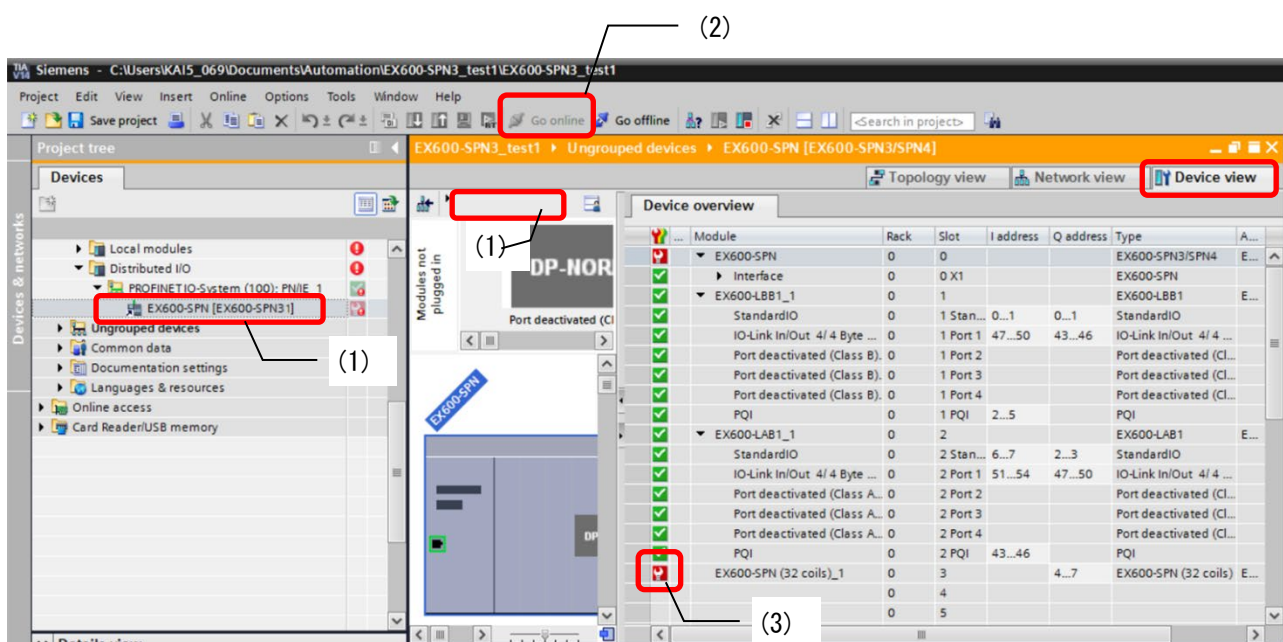 (2)
TIA V14 Siemens - C:\Users\KAI5_069\Documents\Automation\EX600-SPN3_test1\EX600-SPN3_test1
Project Edit View Insert Online Options Tools Window Help
Save project Go online Go offline <Search in project>
Project tree
EX600-SPN3_test1 ▸ Ungrouped devices ▸ EX600-SPN [EX600-SPN3/SPN4]
Devices
Topology view Network view Device view
Devices & networks
Local modules
Distributed I/O
PROFINET IO-System (100): PN/IE_1
EX600-SPN [EX600-SPN31]
Ungrouped devices
Common data
Documentation settings
Languages & resources
Online access
Card Reader/USB memory
Details view
(1)
(1)
Modules not plugged in
DP-NOR
Port deactivated (Cl
EX600-SPN
DP
Device overview
... Module Rack Slot I address Q address Type A...
EX600-SPN 0 0 EX600-SPN3/SPN4 E...
Interface 0 0 X1 EX600-SPN
EX600-LBB1_1 0 1 EX600-LBB1 E...
StandardIO 0 1 Stan... 0...1 0...1 StandardIO
IO-Link In/Out 4/ 4 Byte ... 0 1 Port 1 47...50 43...46 IO-Link In/Out 4/ 4 ...
Port deactivated (Class B). 0 1 Port 2 Port deactivated (Cl...
Port deactivated (Class B). 0 1 Port 3 Port deactivated (Cl...
Port deactivated (Class B). 0 1 Port 4 Port deactivated (Cl...
PQI 0 1 PQI 2...5 PQI
EX600-LAB1_1 0 2 EX600-LAB1 E...
StandardIO 0 2 Stan... 6...7 2...3 StandardIO
IO-Link In/Out 4/ 4 Byte ... 0 2 Port 1 51...54 47...50 IO-Link In/Out 4/ 4 ...
Port deactivated (Class A... 0 2 Port 2 Port deactivated (Cl...
Port deactivated (Class A... 0 2 Port 3 Port deactivated (Cl...
Port deactivated (Class A... 0 2 Port 4 Port deactivated (Cl...
PQI 0 2 PQI 43...46 PQI
EX600-SPN (32 coils)_1 0 3 4...7 EX600-SPN (32 coils) E...
0 4
0 5
(3)